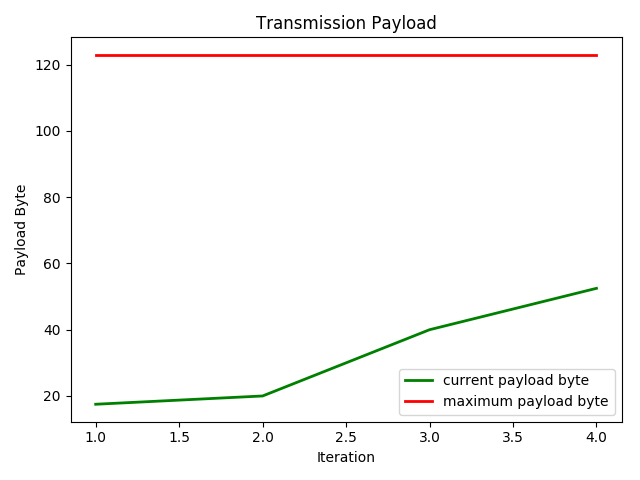 Transmission Payload
120
100
80
60
40
20
Payload Byte
current payload byte
maximum payload byte
1.0 1.5 2.0 2.5 3.0 3.5 4.0
Iteration